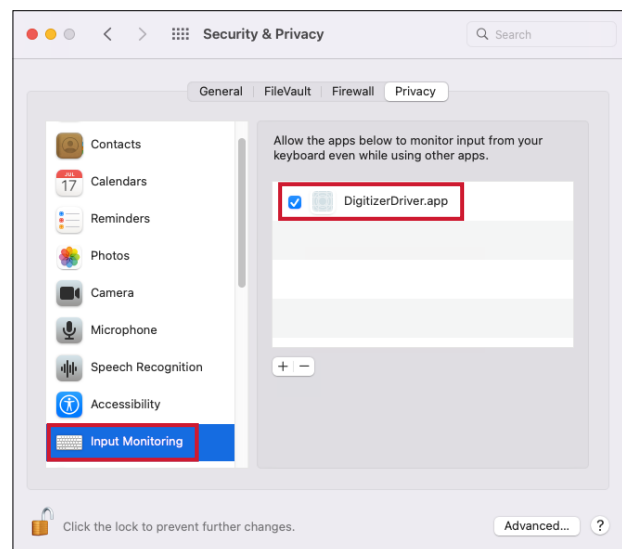 Security & Privacy
Search
General FileVault Firewall Privacy
Contacts
JUL
17
Calendars
Reminders
Photos
Camera
Microphone
Speech Recognition
Accessibility
Input Monitoring
Allow the apps below to monitor input from your
keyboard even while using other apps.
DigitizerDriver.app
+ −
Click the lock to prevent further changes.
Advanced... ?